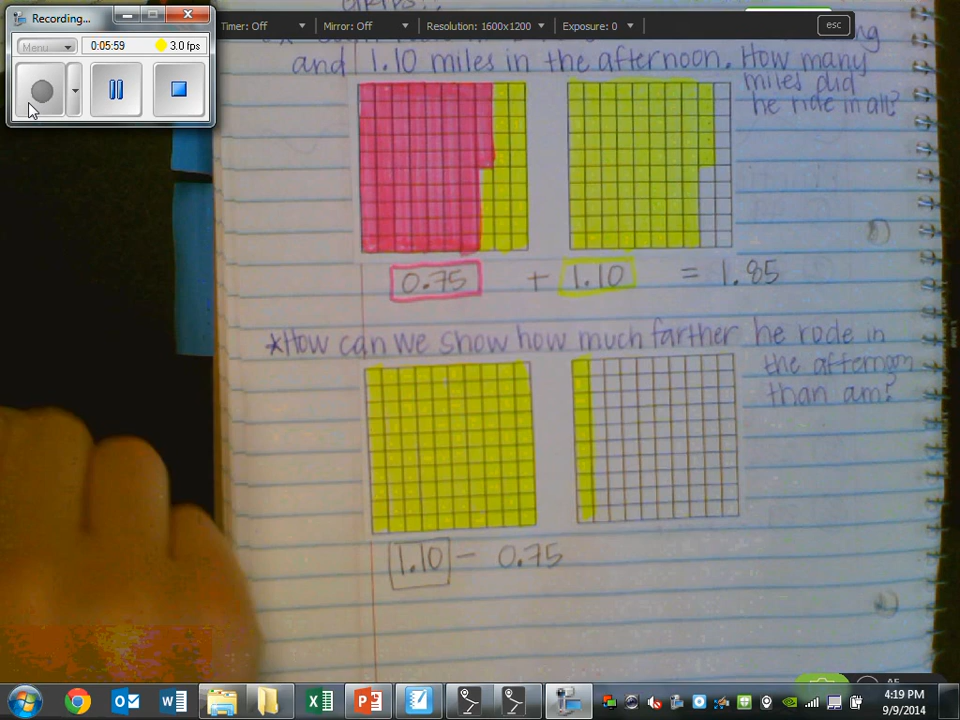 Recording...
Timer: Off
Mirror: Off
Resolution: 1600x1200
Exposure: 0
esc
Menu
0:05:59
3.0 fps
and 1.10 miles in the afternoon. How many
miles did
he ride in all?
0.75 + 1.10 = 1.85
*How can we show how much farther he rode in
the afternoon
than am?
1.10 - 0.75
4:19 PM
9/9/2014